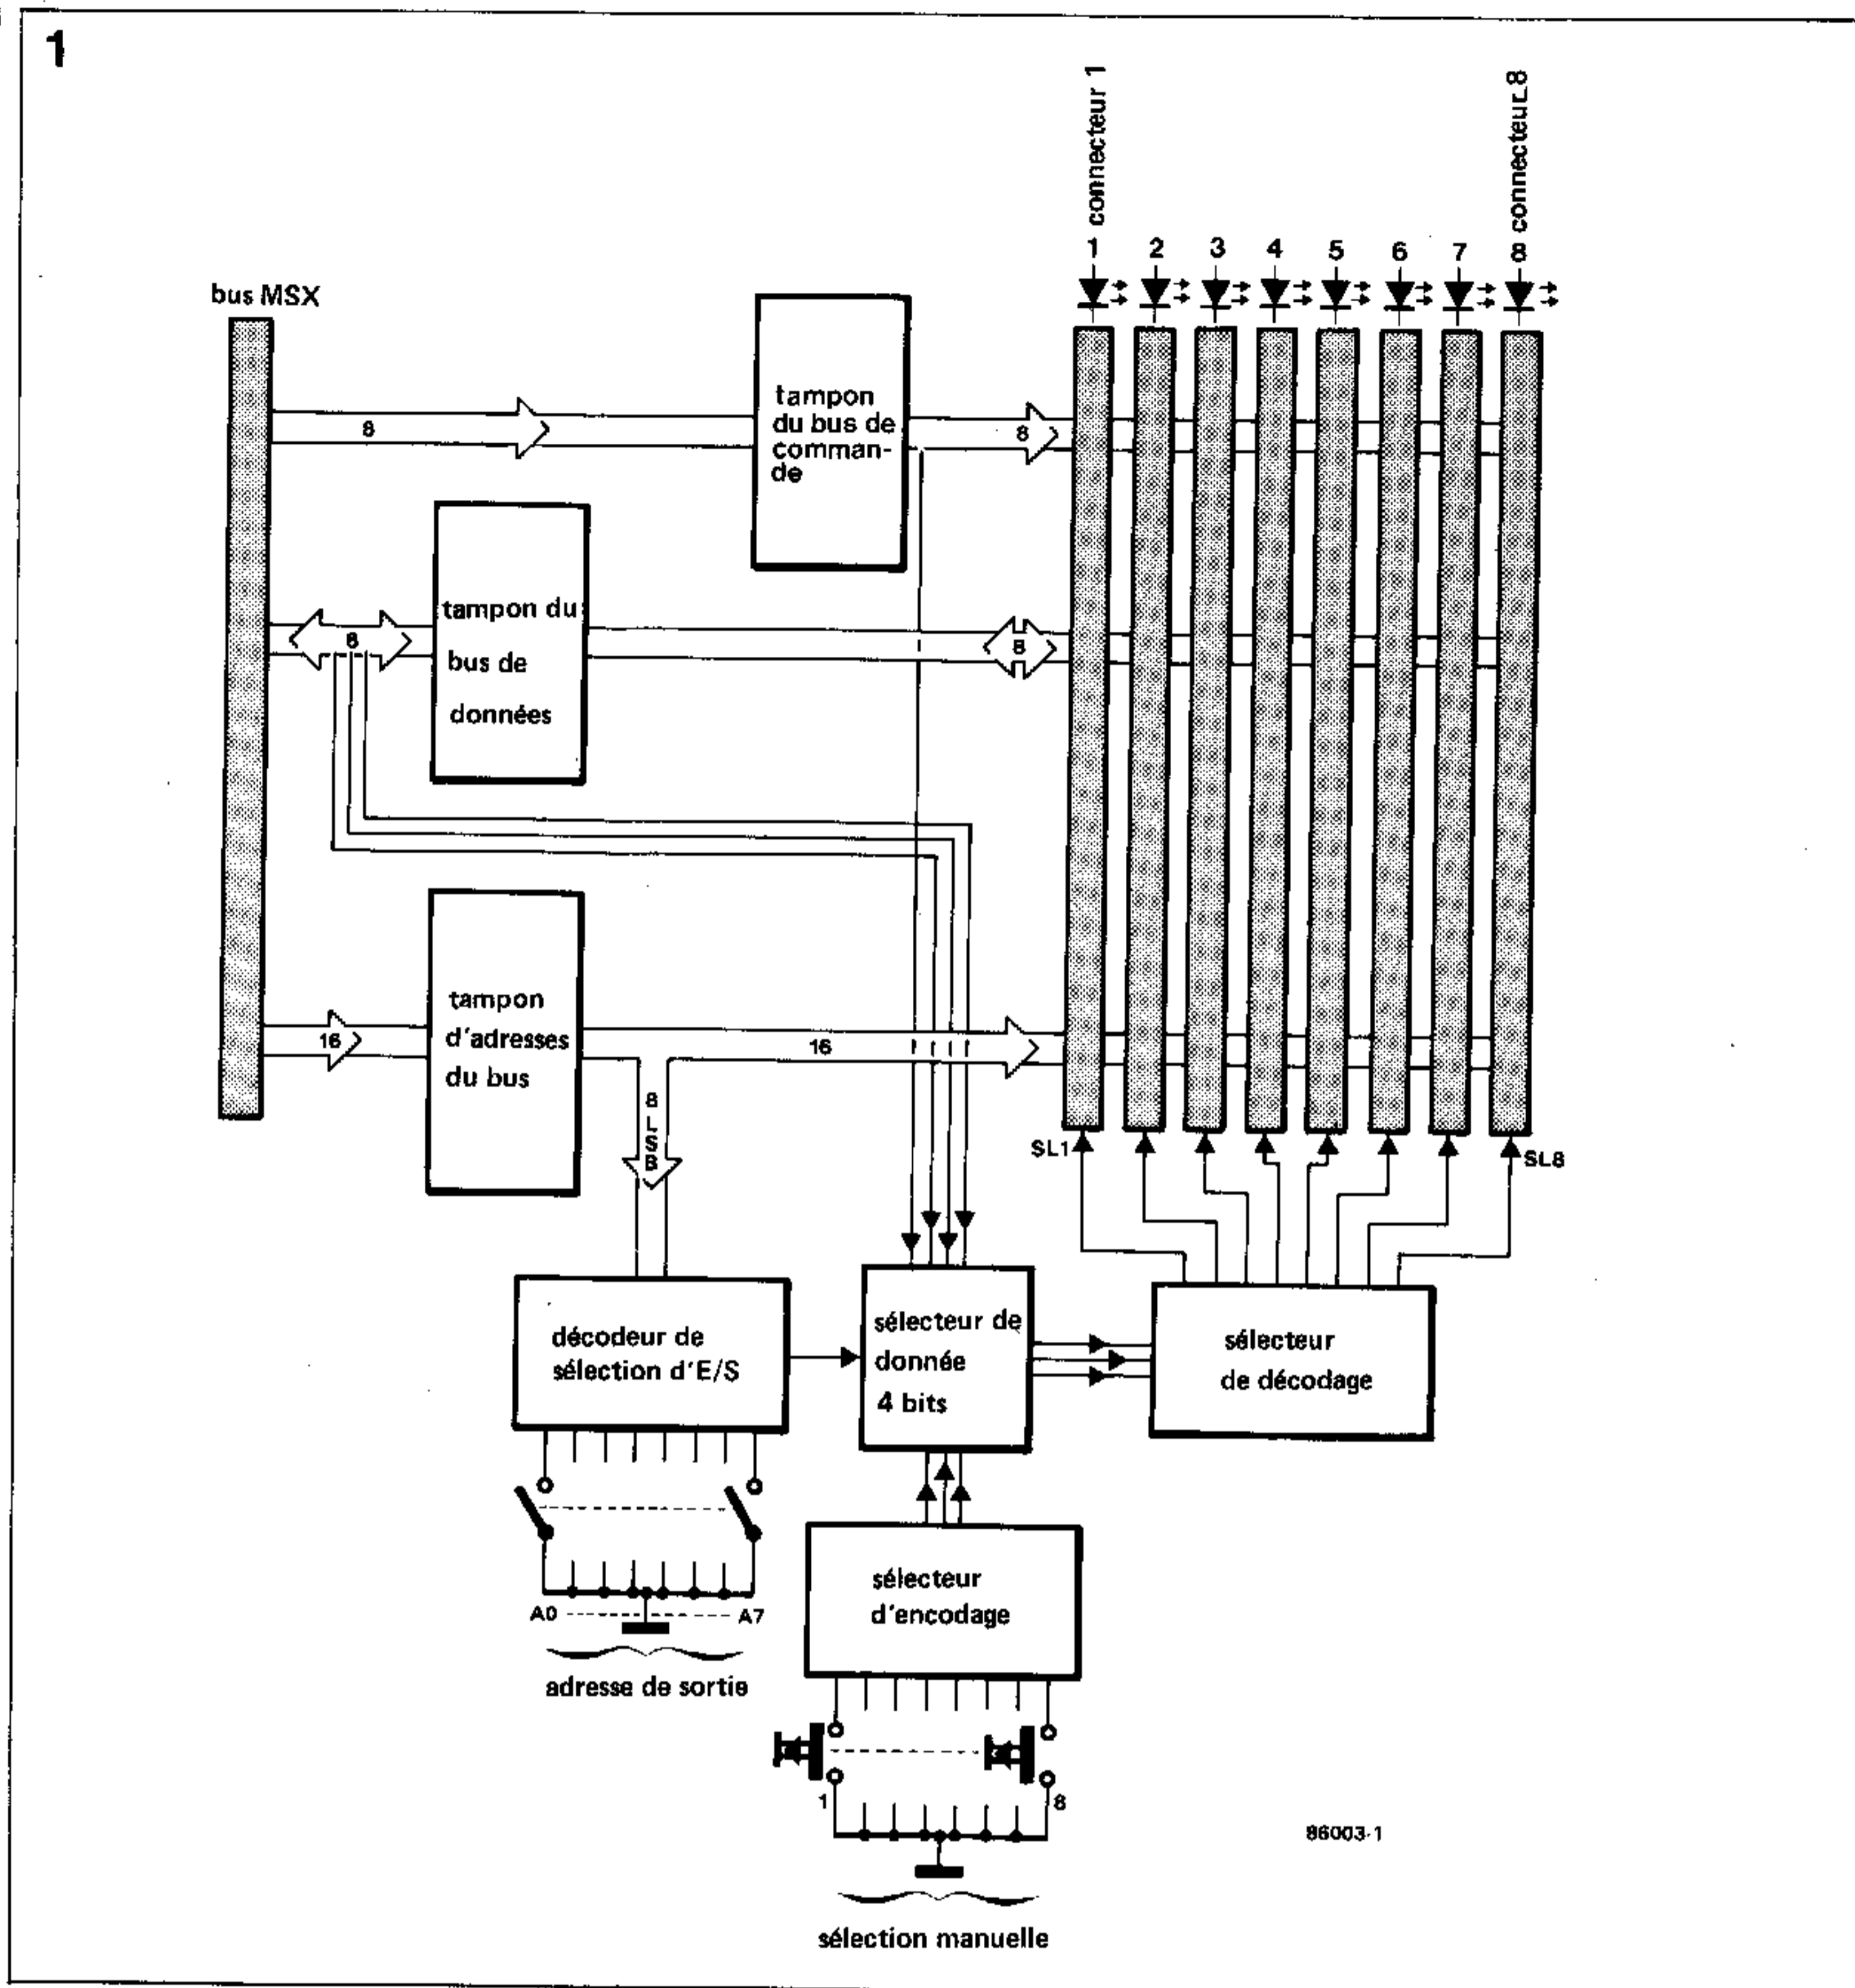 1
connecteur 1
connecteur 8
1 2 3 4 5 6 7 8
bus MSX
tampon
du bus de
comman-
de
8
8
tampon du
bus de
données
8
8
tampon
d'adresses
du bus
16
16
8
L
S
B
SL1
SL8
décodeur de
sélection d'E/S
sélecteur de
donnée
4 bits
sélecteur
de décodage
A0
A7
adresse de sortie
sélecteur
d'encodage
1
8
sélection manuelle
86003-1